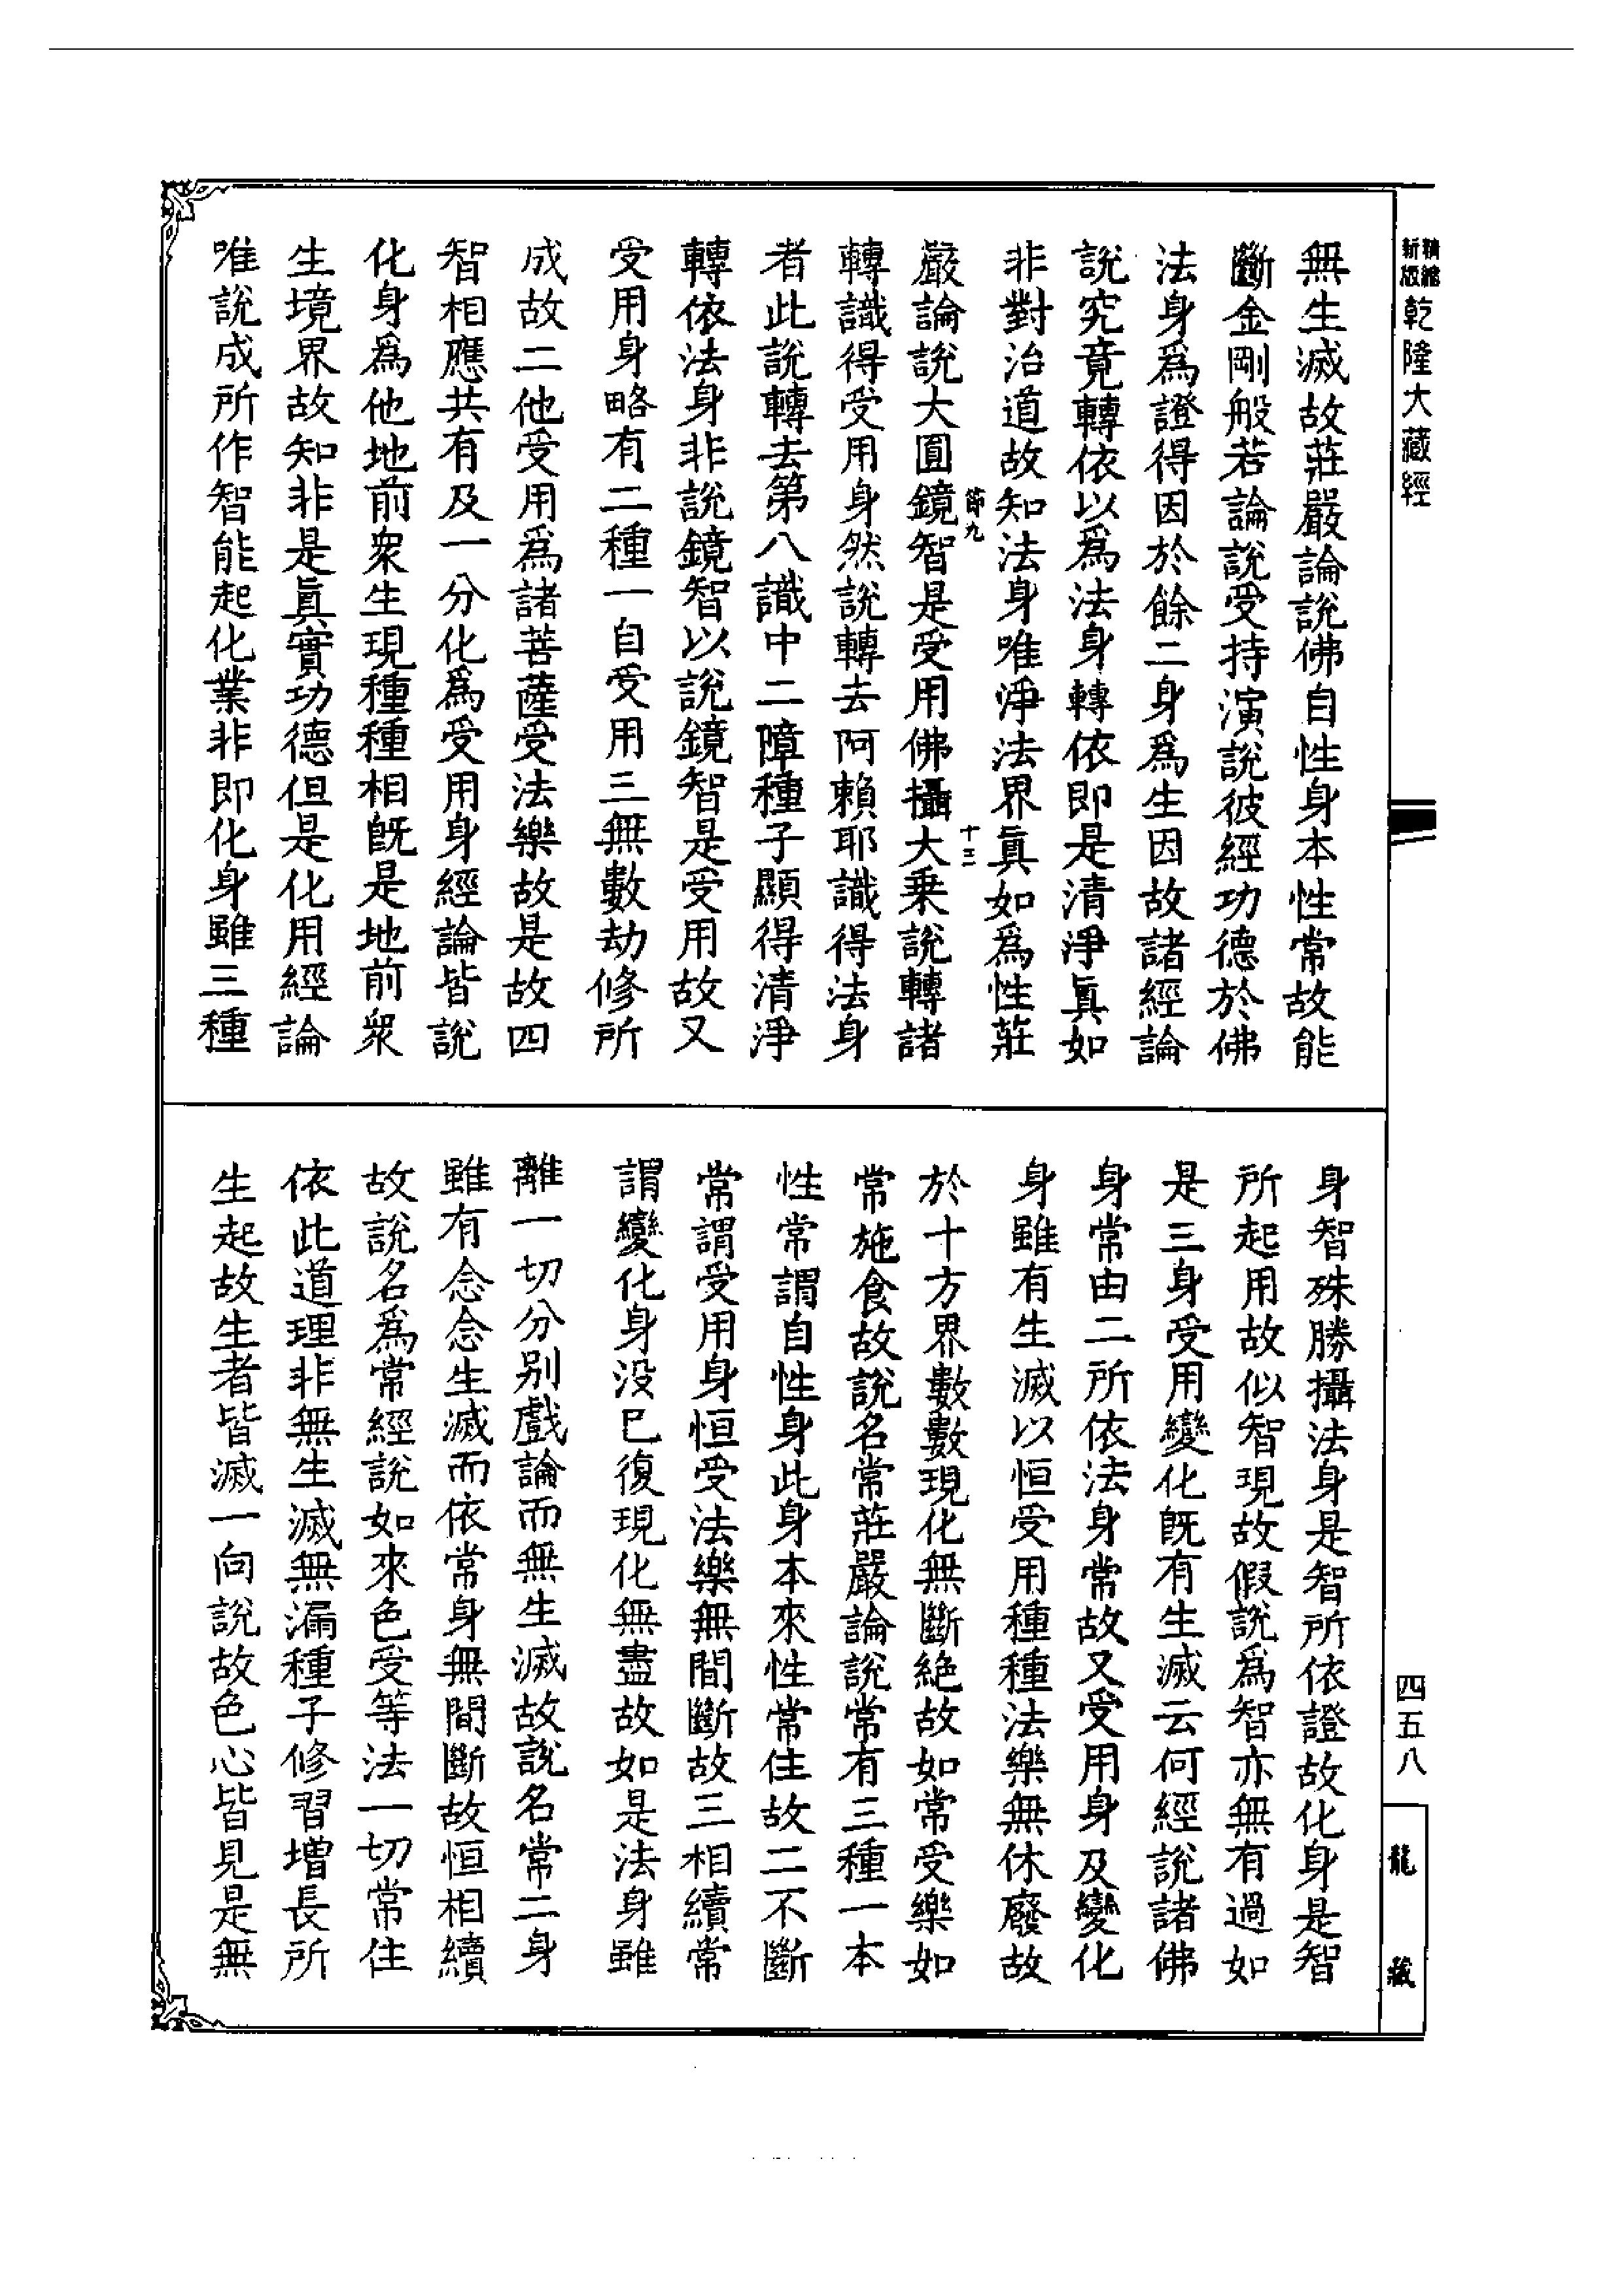 精縮
新版
乾隆大藏經
無生滅故莊嚴論說佛自性身本性常故能
斷金剛般若論說受持演說彼經功德於佛
法身爲證得因於餘二身爲生因故諸經論
說究竟轉依以爲法身轉依即是清淨眞如
非對治道故知法身唯淨法界眞如爲性莊
節九
十三
嚴論說大圓鏡智是受用佛攝大乗說轉諸
轉識得受用身然說轉去阿賴耶識得法身
者此說轉去第八識中二障種子顯得清淨
轉依法身非說鏡智以說鏡智是受用故又
受用身略有二種一自受用三無數劫修所
成故二他受用爲諸菩薩受法樂故是故四
智相應共有及一分化爲受用身經論皆說
化身爲他地前衆生現種種相旣是地前衆
生境界故知非是眞實功德但是化用經論
唯說成所作智能起化業非即化身雖三種
身智殊勝攝法身是智所依證故化身是智
所起用故似智現故假說爲智亦無有過如
是三身受用變化旣有生滅云何經說諸佛
身常由二所依法身常故又受用身及變化
身雖有生滅以恒受用種種法樂無休廢故
於十方界數數現化無斷絶故如常受樂如
常施食故說名常莊嚴論說常有三種一本
性常謂自性身此身本來性常住故二不斷
常謂受用身恒受法樂無間斷故三相續常
謂變化身没已復現化無盡故如是法身雖
離一切分别戲論而無生滅故說名常二身
雖有念念生滅而依常身無間斷故恒相續
故說名爲常經說如來色受等法一切常住
依此道理非無生滅無漏種子修習增長所
生起故生者皆滅一向說故色心皆見是無
四五八
龍藏